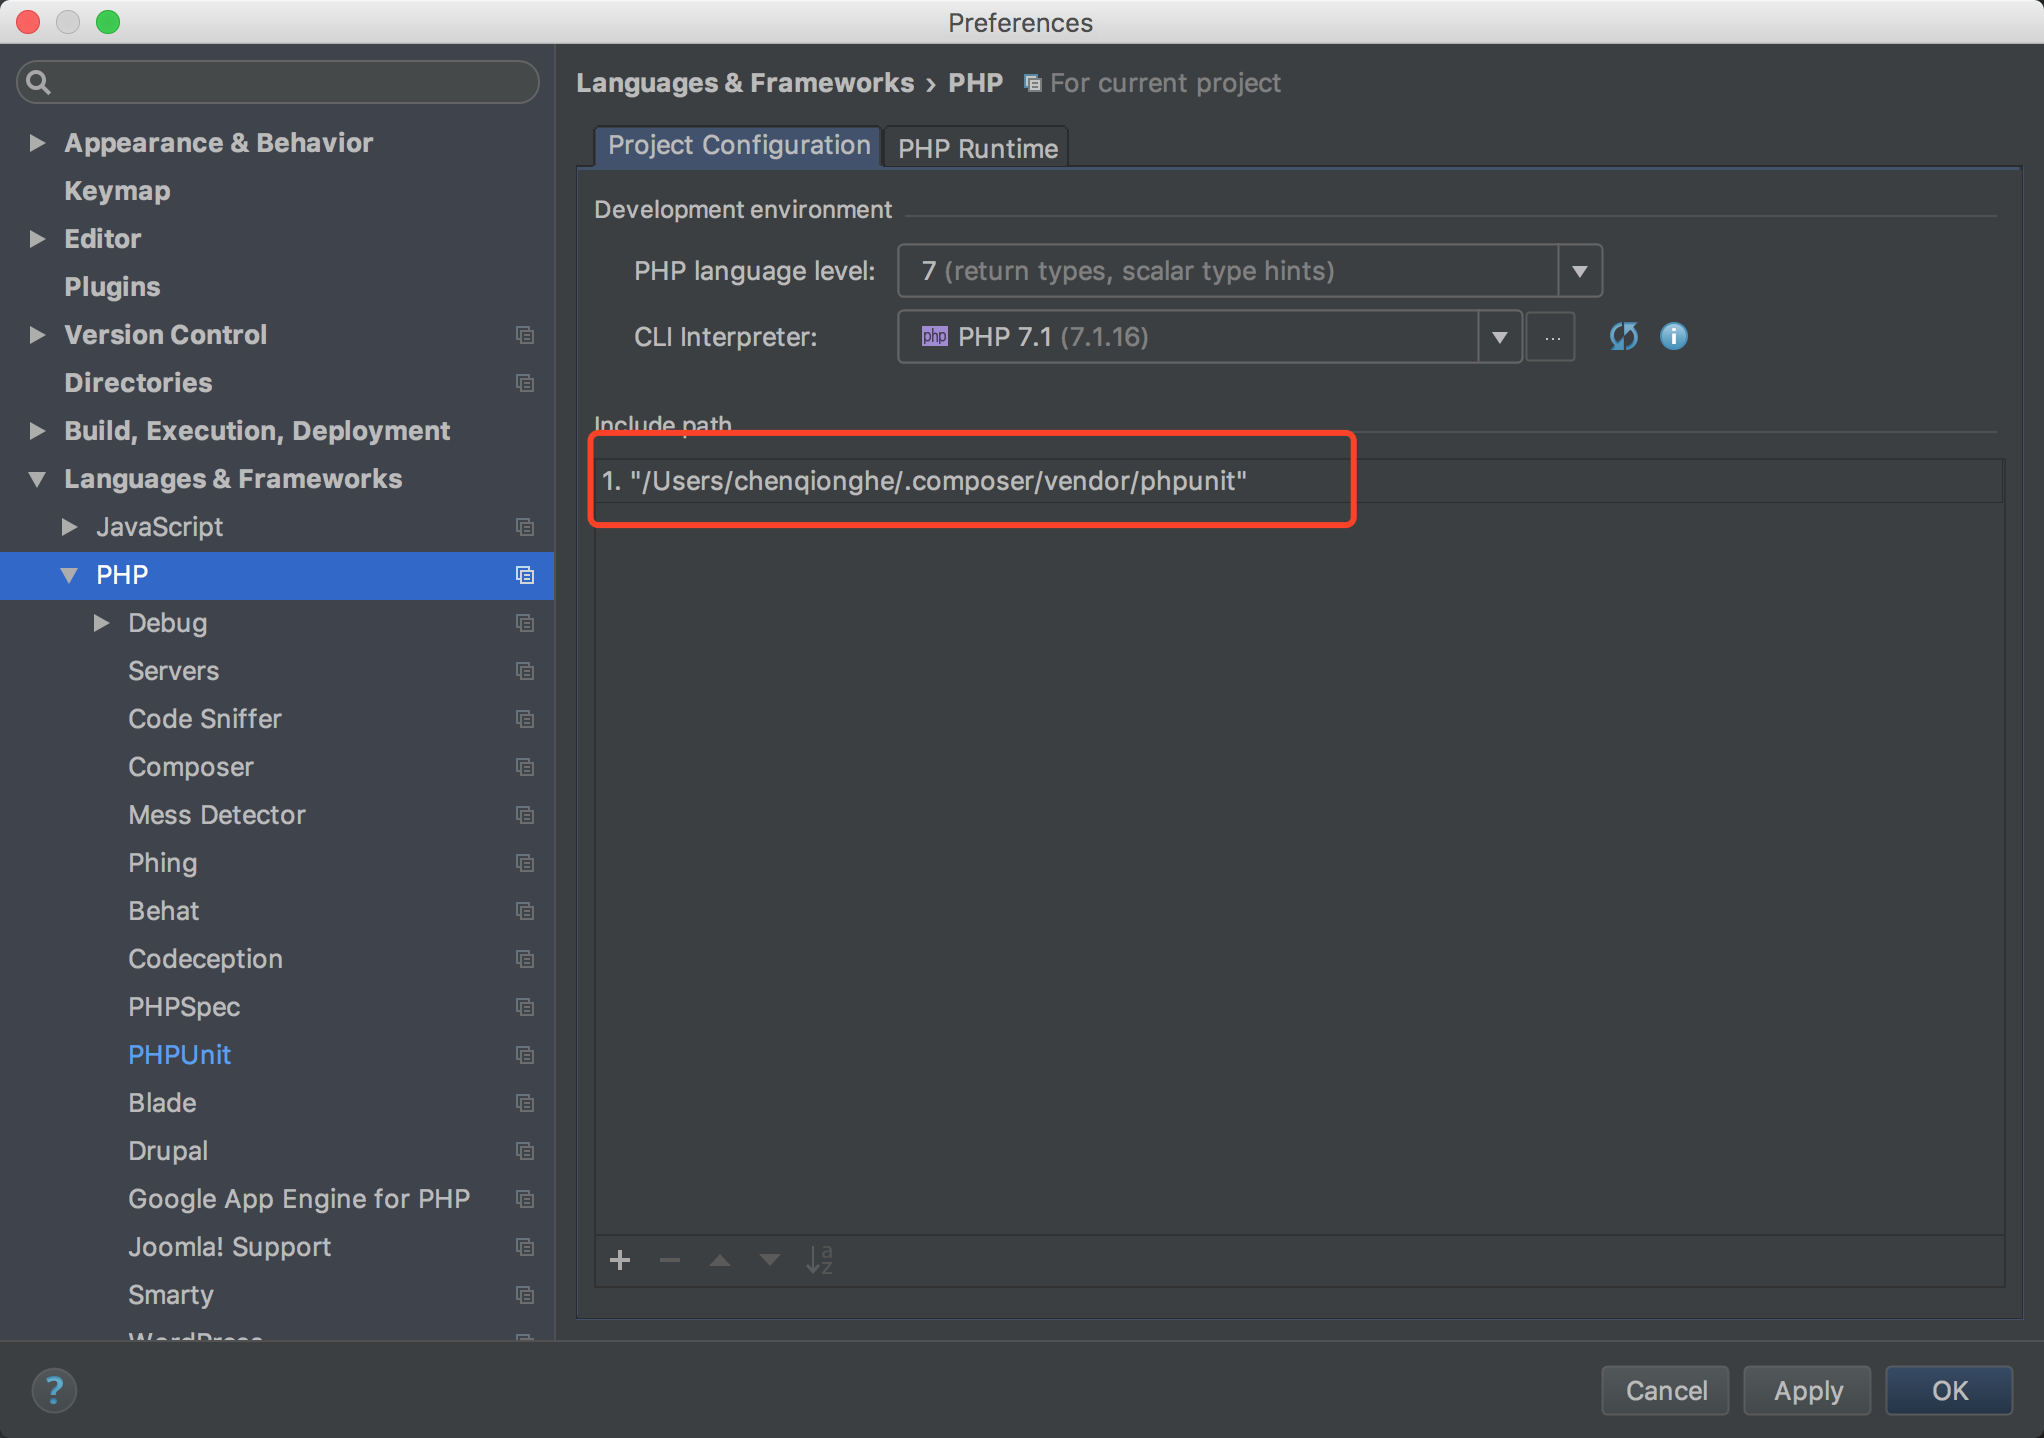 Preferences
Languages & Frameworks › PHP For current project
Appearance & Behavior
Keymap
Editor
Plugins
Version Control
Directories
Build, Execution, Deployment
Languages & Frameworks
JavaScript
PHP
Debug
Servers
Code Sniffer
Composer
Mess Detector
Phing
Behat
Codeception
PHPSpec
PHPUnit
Blade
Drupal
Google App Engine for PHP
Joomla! Support
Smarty
WordPress
Project Configuration
PHP Runtime
Development environment
PHP language level: 7 (return types, scalar type hints)
CLI Interpreter: php PHP 7.1 (7.1.16) ...
Include path
1. "/Users/chenqionghe/.composer/vendor/phpunit"
a
z
?
Cancel
Apply
OK